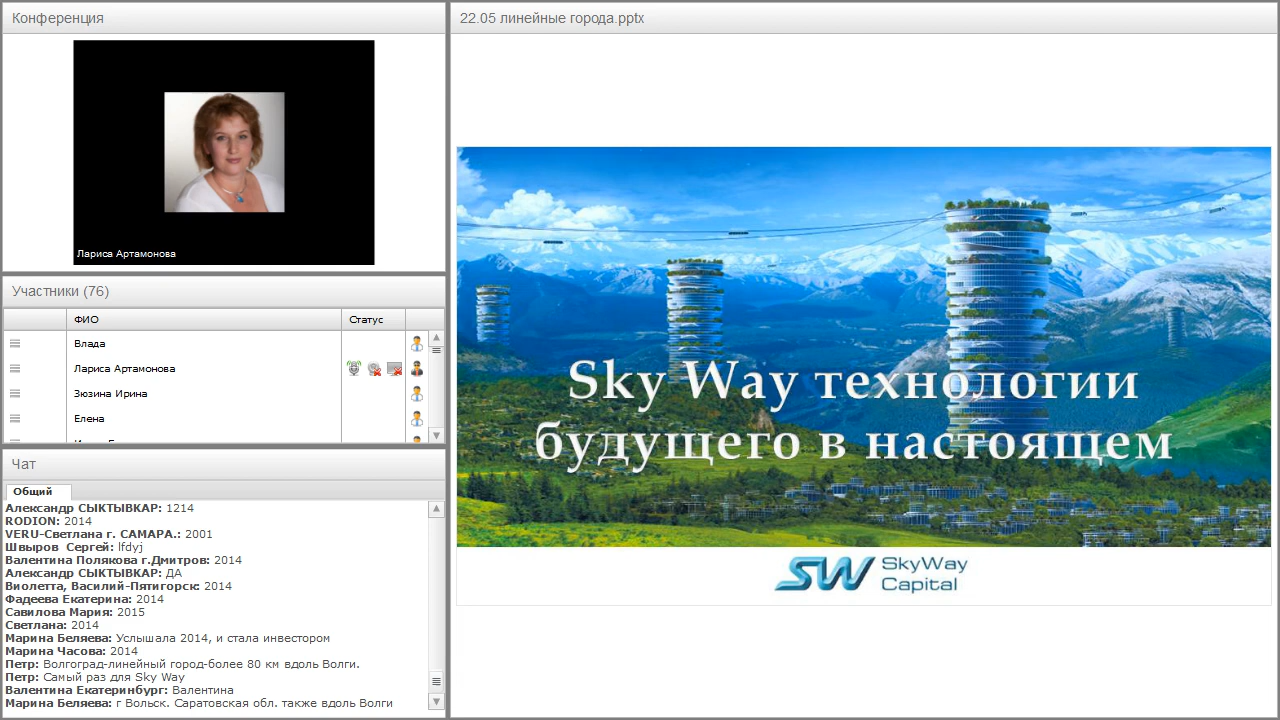 Конференция
Лариса Артамонова
Участники (76)
ФИО
Статус
Влада
Лариса Артамонова
Зюзина Ирина
Елена
Чат
Общий
Александр СЫКТЫВКАР: 1214
RODION: 2014
VERU-Светлана г. САМАРА.: 2001
Швыров Сергей: lfdyj
Валентина Полякова г.Дмитров: 2014
Александр СЫКТЫВКАР: ДА
Виолетта, Василий-Пятигорск: 2014
Фадеева Екатерина: 2014
Савилова Мария: 2015
Светлана: 2014
Марина Беляева: Услышала 2014, и стала инвестором
Марина Часова: 2014
Петр: Волгоград-линейный город-более 80 км вдоль Волги.
Петр: Самый раз для Sky Way
Валентина Екатеринбург: Валентина
Марина Беляева: г Вольск. Саратовская обл. также вдоль Волги
22.05 линейные города.pptx
Sky Way технологии
будущего в настоящем
SW SkyWay
Capital